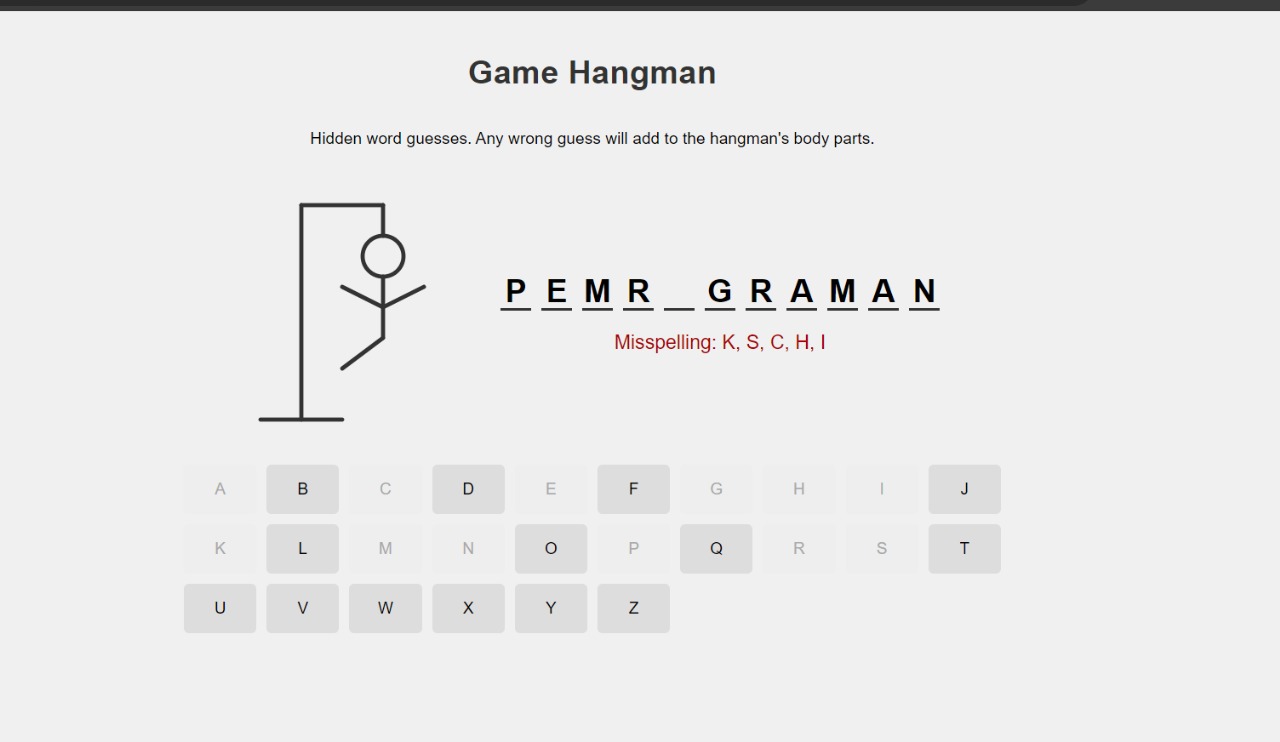 Game Hangman
Hidden word guesses. Any wrong guess will add to the hangman's body parts.
P E M R _ G R A M A N
Misspelling: K, S, C, H, I
A B C D E F G H I J
K L M N O P Q R S T
U V W X Y Z